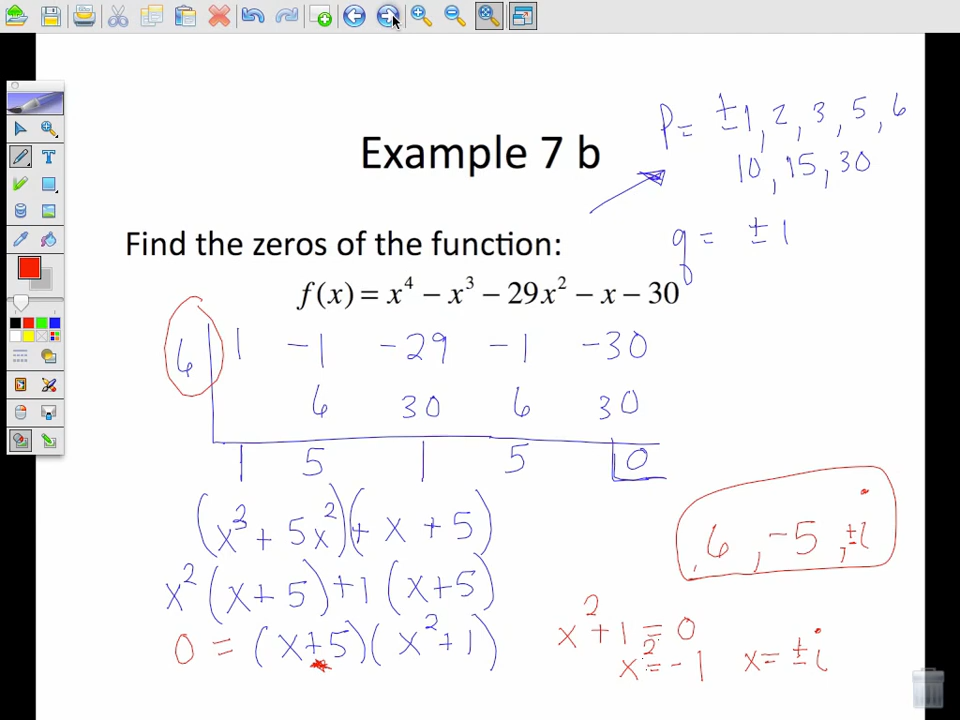 p = ±1, 2, 3, 5, 6
Example 7 b
10, 15, 30
q = ±1
Find the zeros of the function:
f(x) = x⁴ − x³ − 29x² − x − 30
6 | 1 -1 -29 -1 -30
6 30 6 30
1 5 1 5 |0
(x³ + 5x²)(+ x + 5)
6, -5, ±i
x²(x+5)+1(x+5)
x²+1=0
0 = (x+5)(x²+1)
x²=-1 x=±i